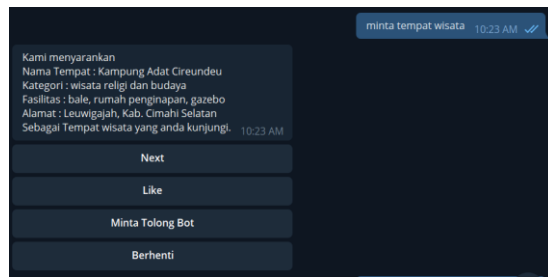 minta tempat wisata 10:23 AM
Kami menyarankan
Nama Tempat : Kampung Adat Cireundeu
Kategori : wisata religi dan budaya
Fasilitas : bale, rumah penginapan, gazebo
Alamat : Leuwigajah, Kab. Cimahi Selatan
Sebagai Tempat wisata yang anda kunjungi. 10:23 AM
Next
Like
Minta Tolong Bot
Berhenti